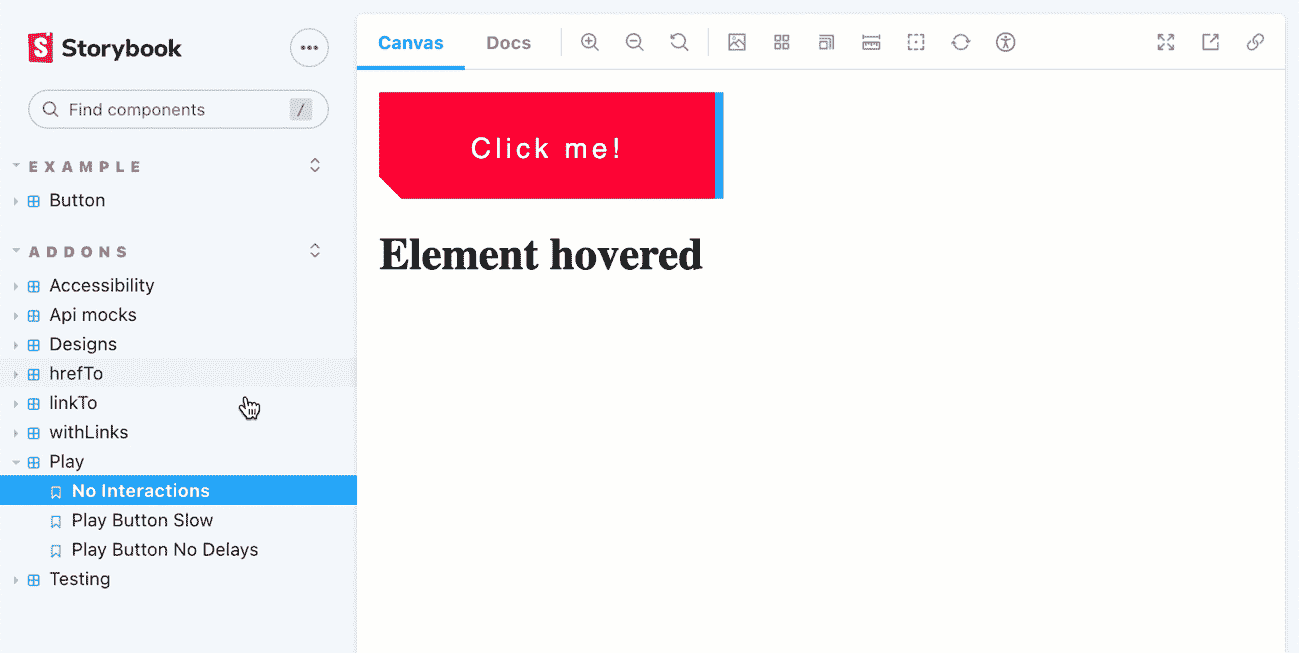 Storybook
Find components
/
EXAMPLE
Button
ADDONS
Accessibility
Api mocks
Designs
hrefTo
linkTo
withLinks
Play
No Interactions
Play Button Slow
Play Button No Delays
Testing
Canvas
Docs
Click me!
Element hovered